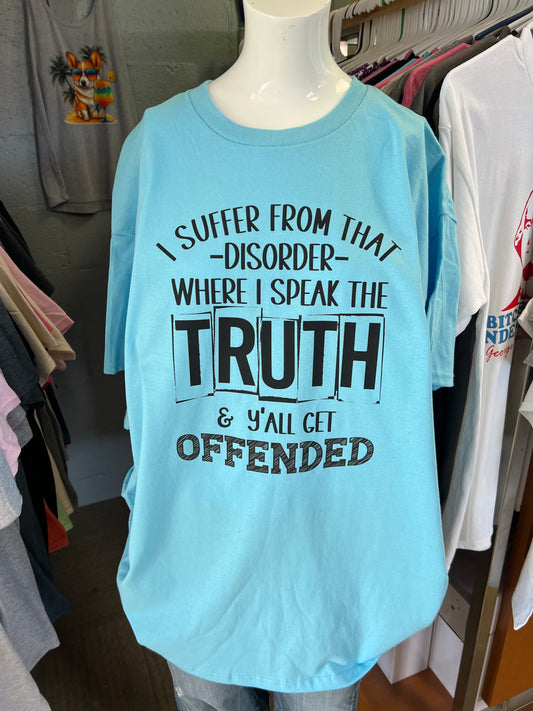 I SUFFER FROM THAT
-DISORDER-
WHERE I SPEAK THE
TRUTH
& Y'ALL GET
OFFENDED